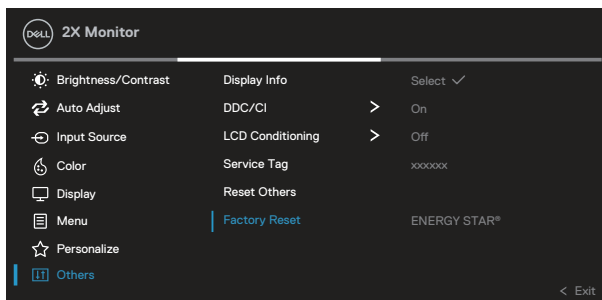 DELL 2X Monitor
Brightness/Contrast Display Info Select
Auto Adjust DDC/CI > On
Input Source LCD Conditioning > Off
Color Service Tag xxxxxx
Display Reset Others
Menu Factory Reset ENERGY STAR®
Personalize
Others
< Exit